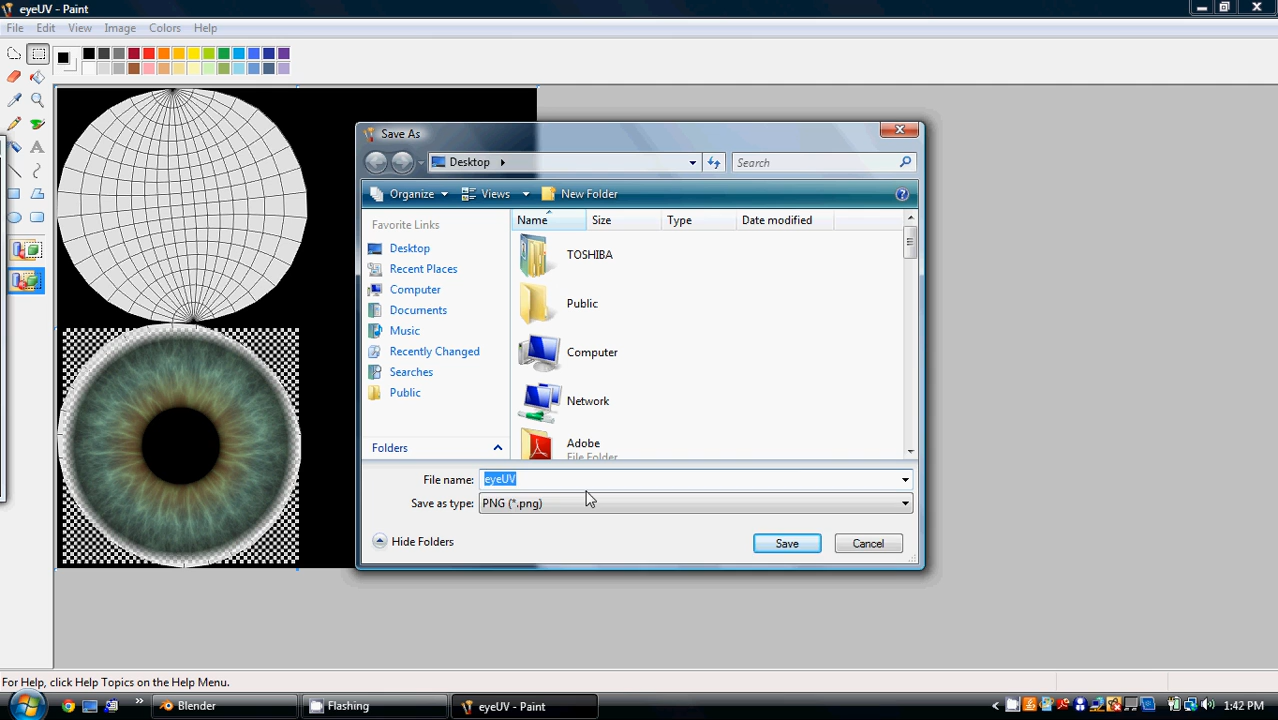 eyeUV - Paint
File Edit View Image Colors Help
Save As
Desktop
Search
Organize Views New Folder
Favorite Links
Desktop
Recent Places
Computer
Documents
Music
Recently Changed
Searches
Public
Folders
Name Size Type Date modified
TOSHIBA
Public
Computer
Network
Adobe
File Folder
File name: eyeUV
Save as type: PNG (*.png)
Hide Folders
Save Cancel
For Help, click Help Topics on the Help Menu.
Blender Flashing eyeUV - Paint 1:42 PM